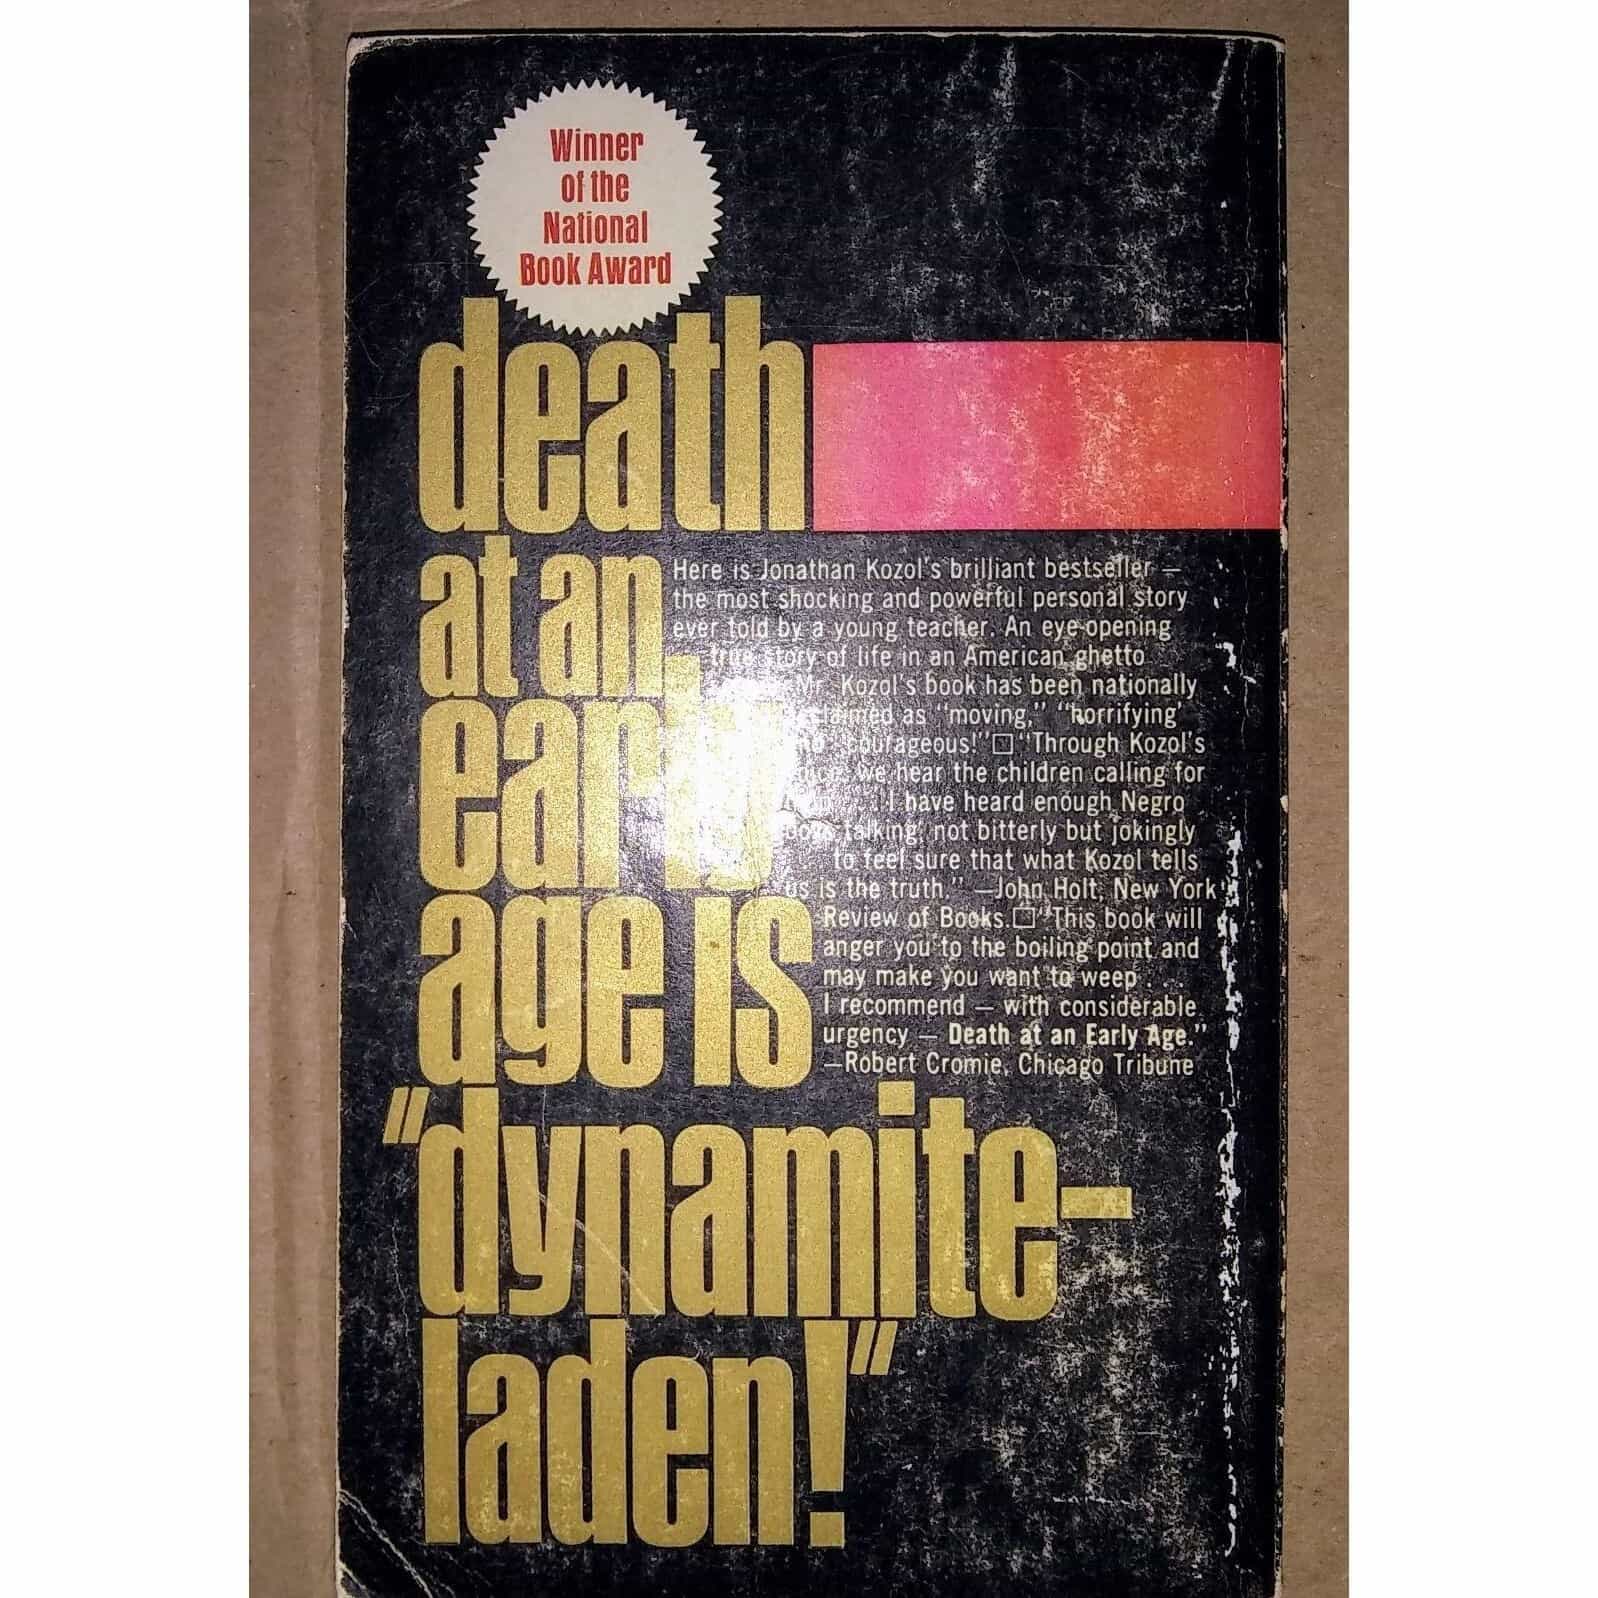 Winner
of the
National
Book Award
death
at an
early
age is
"dynamite-
laden!"
Here is Jonathan Kozol's brilliant bestseller —
the most shocking and powerful personal story
ever told by a young teacher. An eye-opening
true story of life in an American ghetto
Mr. Kozol's book has been nationally
as "moving," "horrifying'
courageous!"□"Through Kozol's
we hear the children calling for
I have heard enough Negro
boys talking, not bitterly but jokingly
to feel sure that what Kozol tells
us is the truth." —John Holt, New York
Review of Books.□"This book will
anger you to the boiling point and
may make you want to weep . . .
I recommend — with considerable
urgency — Death at an Early Age."
—Robert Cromie, Chicago Tribune